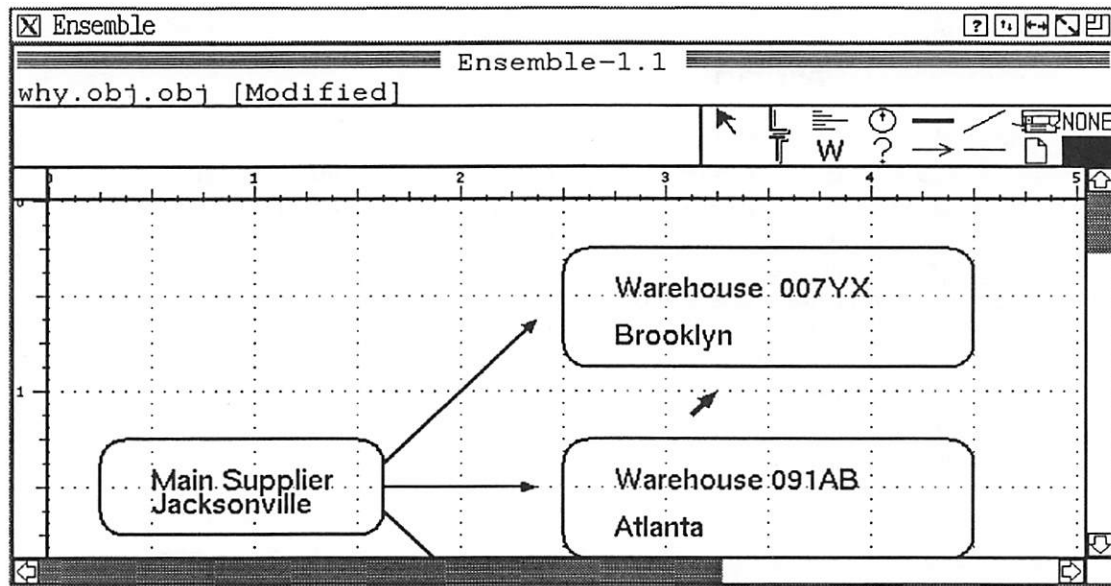 X Ensemble ?
Ensemble-1.1
why.obj.obj [Modified]
NONE
W ?
0 1 2 3 4 5
0
Warehouse 007YX
Brooklyn
1
Main Supplier
Jacksonville
Warehouse 091AB
Atlanta